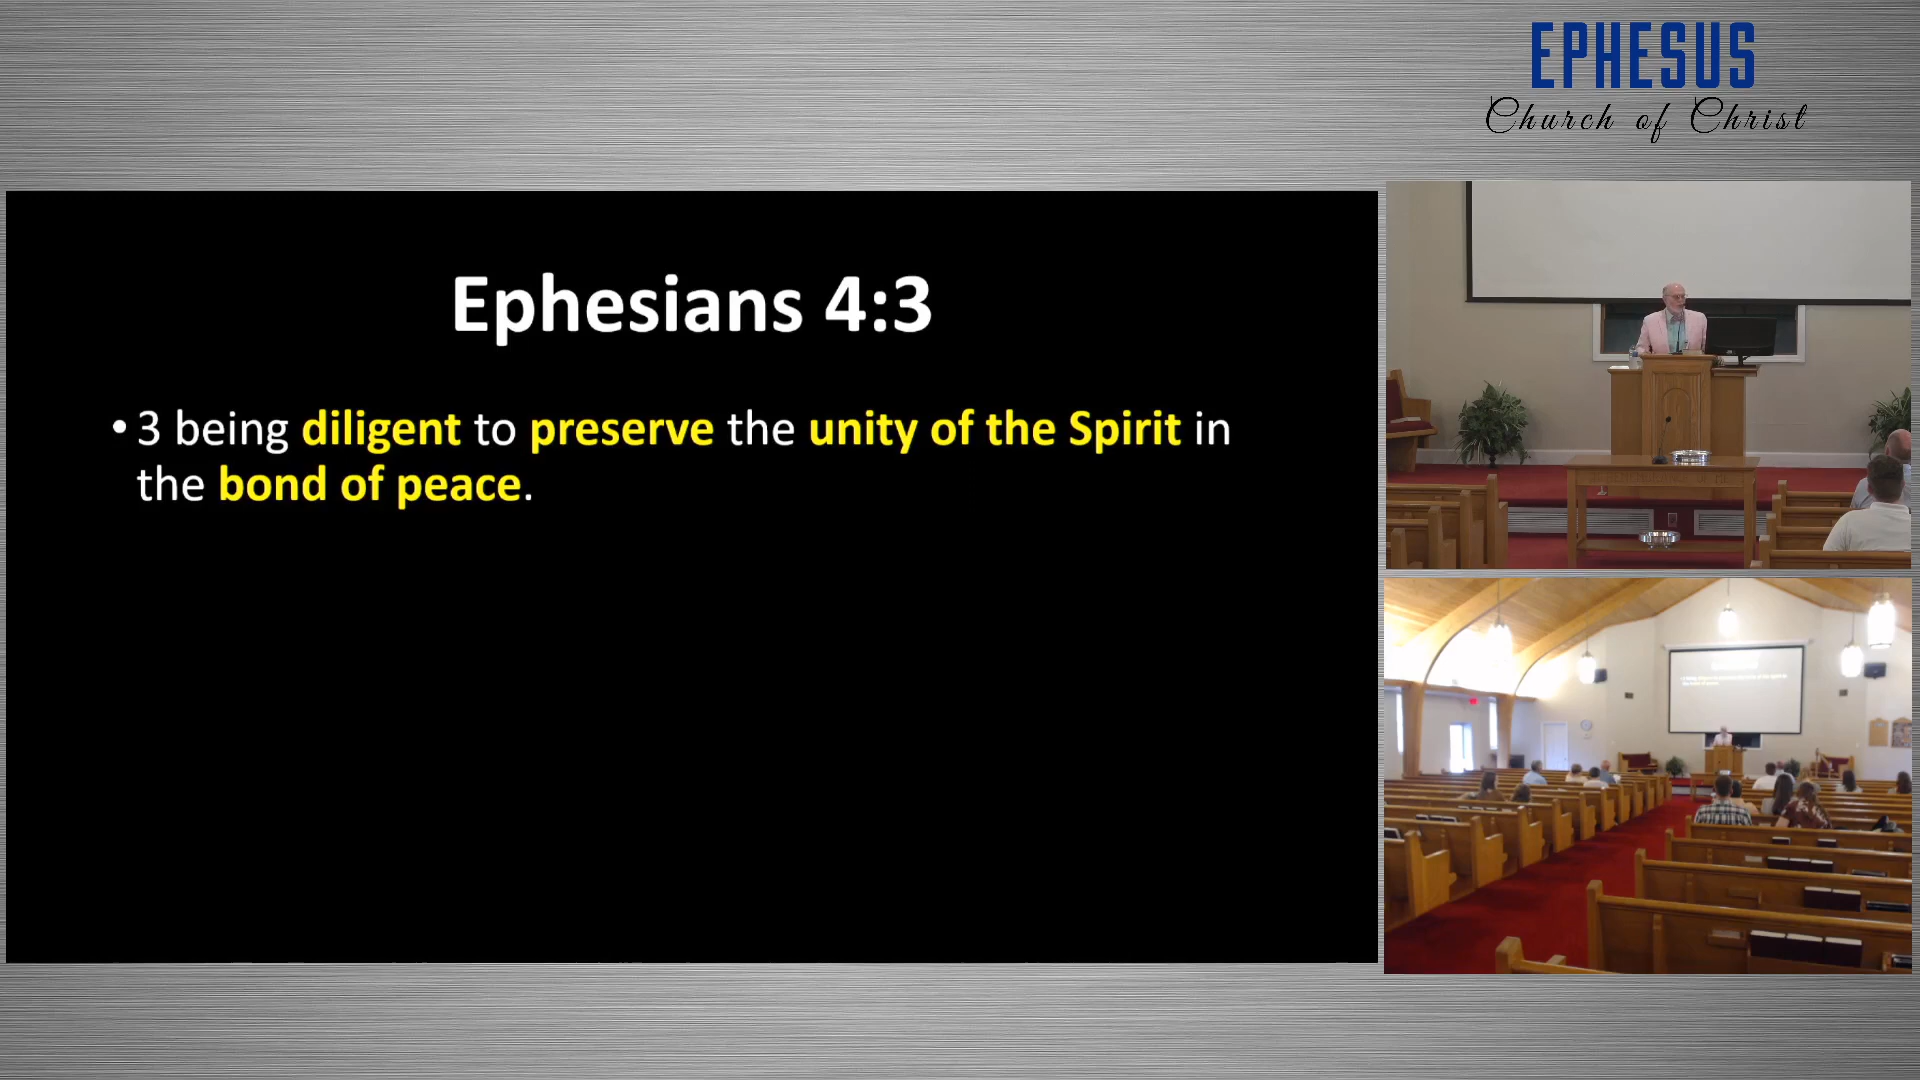 EPHESUS
Church of Christ
Ephesians 4:3
• 3 being diligent to preserve the unity of the Spirit in
the bond of peace.